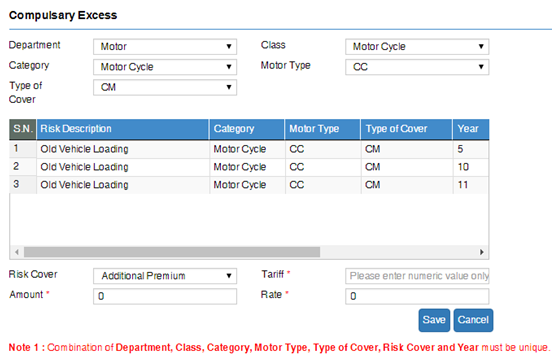 Compulsary Excess
Department Motor Class Motor Cycle
Category Motor Cycle Motor Type CC
Type of Cover CM
S.N. Risk Description Category Motor Type Type of Cover Year
1 Old Vehicle Loading Motor Cycle CC CM 5
2 Old Vehicle Loading Motor Cycle CC CM 10
3 Old Vehicle Loading Motor Cycle CC CM 11
Risk Cover Additional Premium Tariff * Please enter numeric value only
Amount * 0 Rate * 0
Save Cancel
Note 1 : Combination of Department, Class, Category, Motor Type, Type of Cover, Risk Cover and Year must be unique.